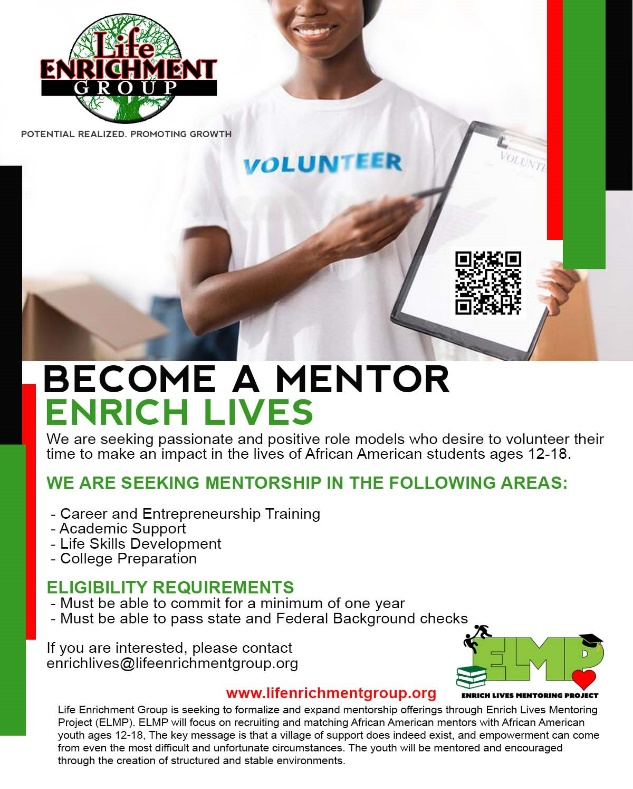 Life
ENRICHMENT
GROUP
POTENTIAL REALIZED. PROMOTING GROWTH
VOLUNTEER
VOLUNTE
BECOME A MENTOR
ENRICH LIVES
We are seeking passionate and positive role models who desire to volunteer their
time to make an impact in the lives of African American students ages 12-18.
WE ARE SEEKING MENTORSHIP IN THE FOLLOWING AREAS:
- Career and Entrepreneurship Training
- Academic Support
- Life Skills Development
- College Preparation
ELIGIBILITY REQUIREMENTS
- Must be able to commit for a minimum of one year
- Must be able to pass state and Federal Background checks
If you are interested, please contact
enrichlives@lifeenrichmentgroup.org
ELMP
ENRICH LIVES MENTORING PROJECT
www.lifenrichmentgroup.org
Life Enrichment Group is seeking to formalize and expand mentorship offerings through Enrich Lives Mentoring
Project (ELMP). ELMP will focus on recruiting and matching African American mentors with African American
youth ages 12-18, The key message is that a village of support does indeed exist, and empowerment can come
from even the most difficult and unfortunate circumstances. The youth will be mentored and encouraged
through the creation of structured and stable environments.